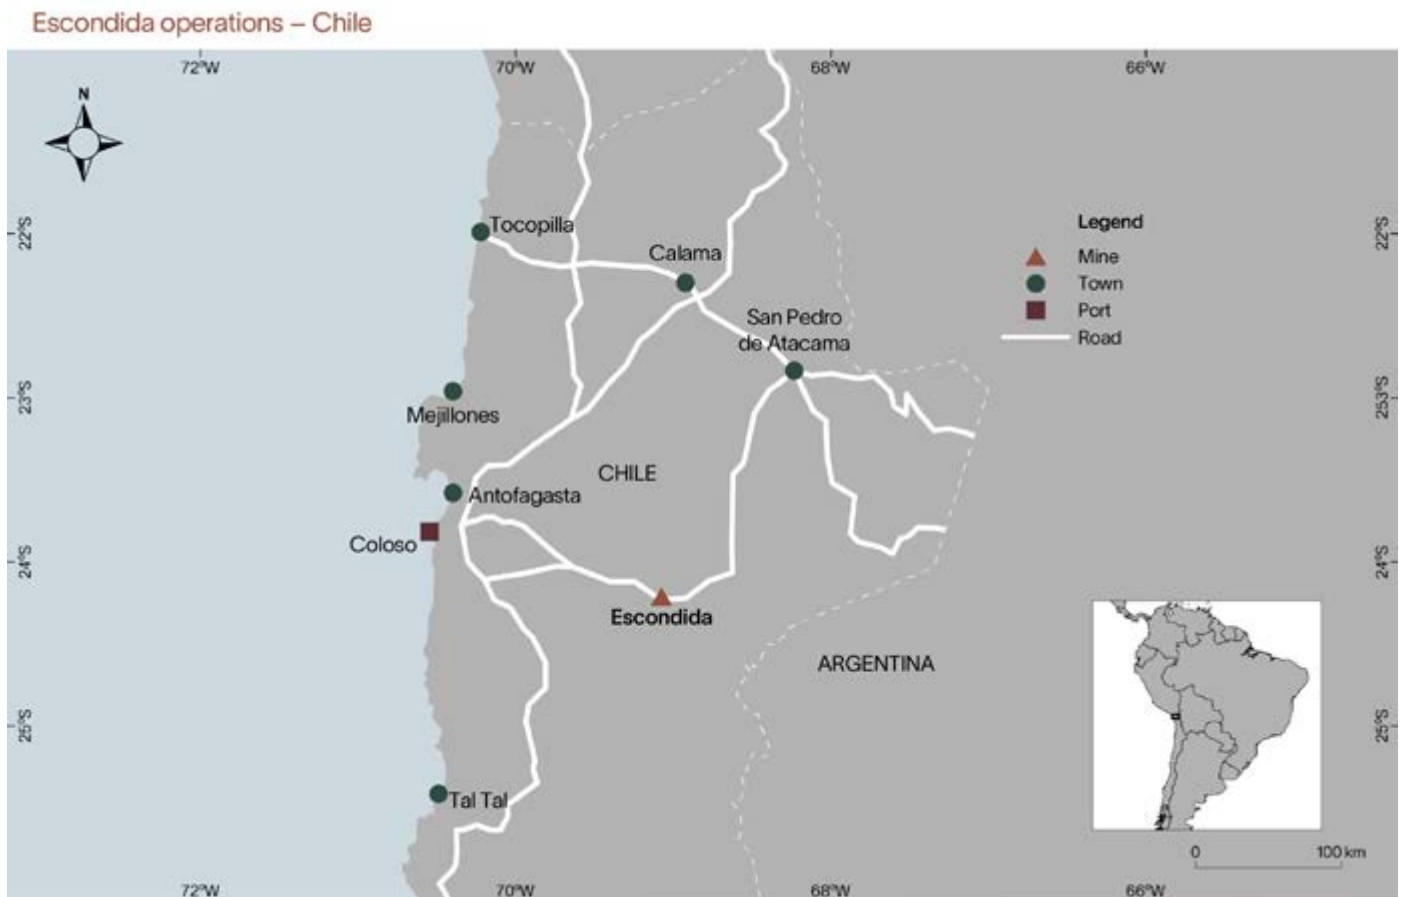 Escondida operations – Chile
72°W
70°W
68°W
66°W
N
22°S
22°S
Tocopilla
Calama
Legend
Mine
Town
Port
Road
San Pedro
de Atacama
23°S
253°S
Mejillones
CHILE
Antofagasta
Coloso
24°S
24°S
Escondida
ARGENTINA
25°S
25°S
Tal Tal
0
100 km
72°W
70°W
68°W
66°W